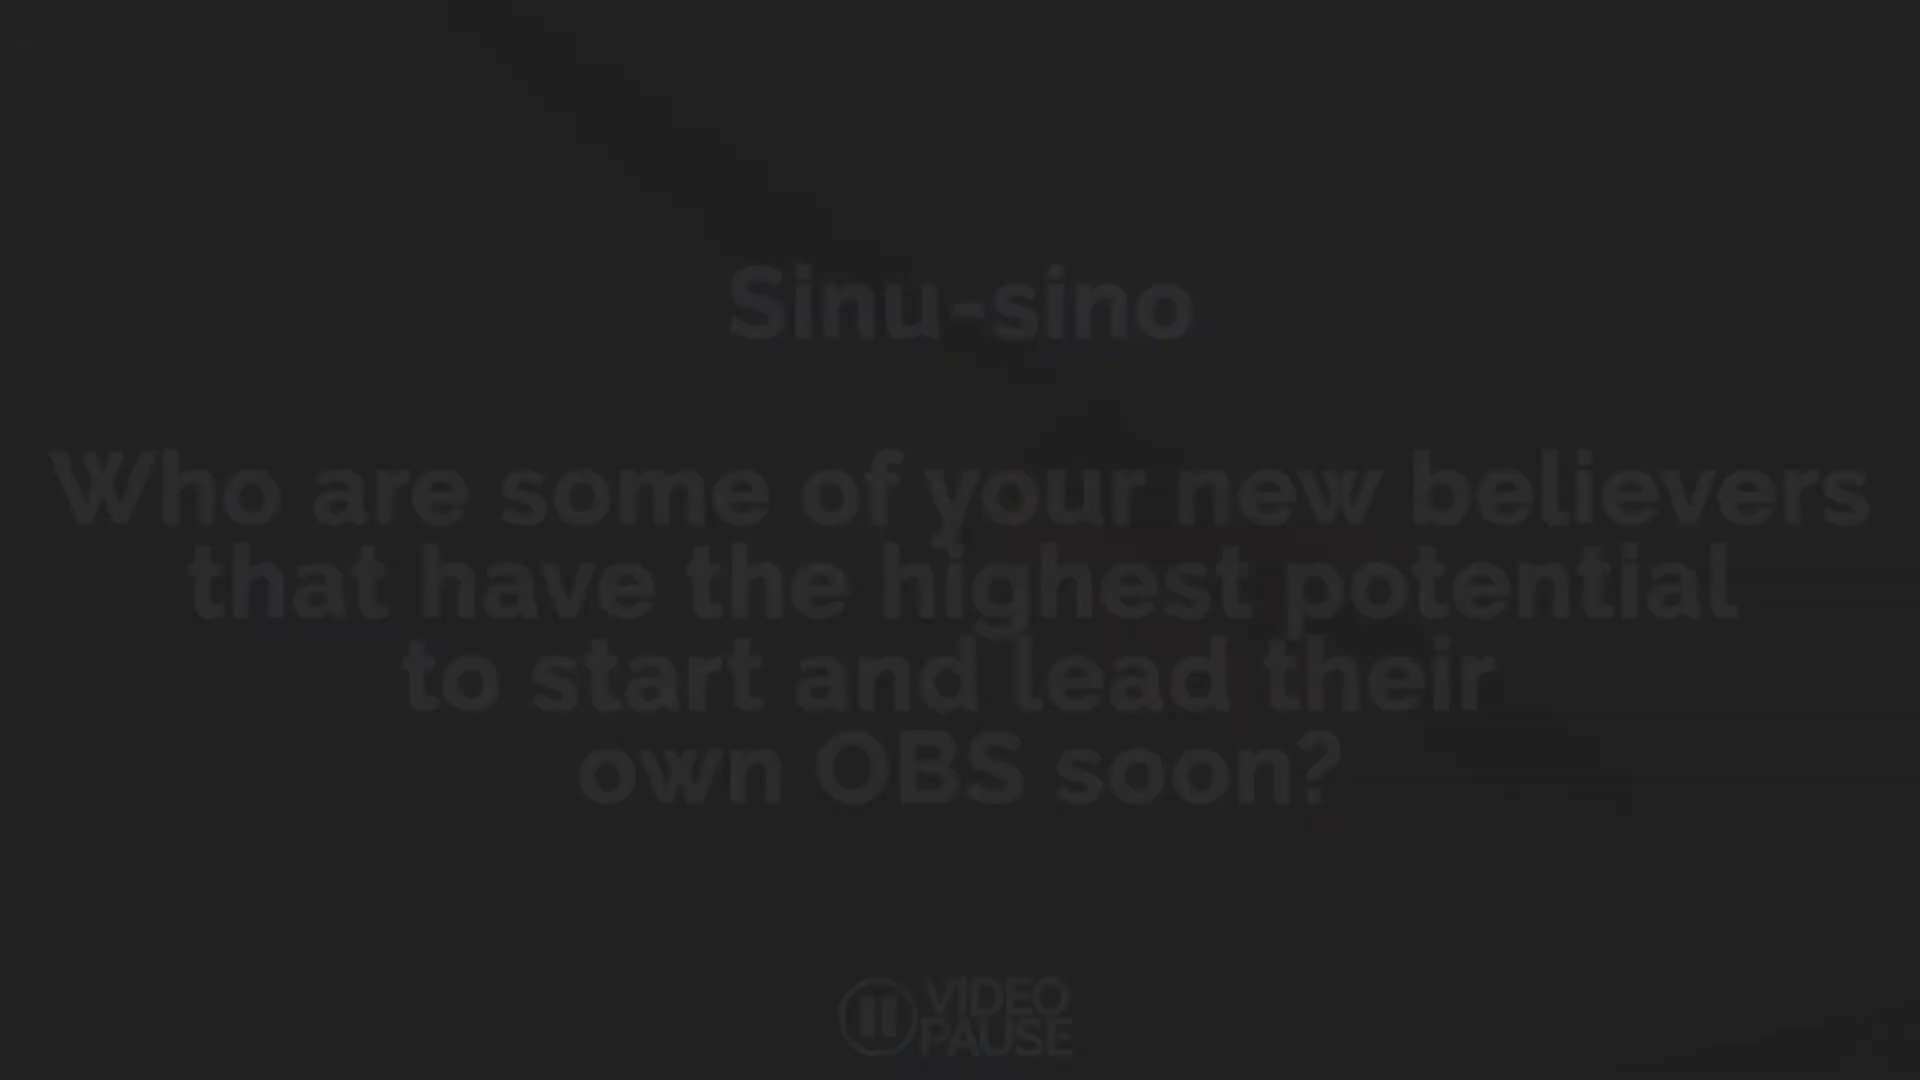 Sinu-sino
Who are some of your new believers
that have the highest potential
to start and lead their
own OBS soon?
VIDEO
PAUSE